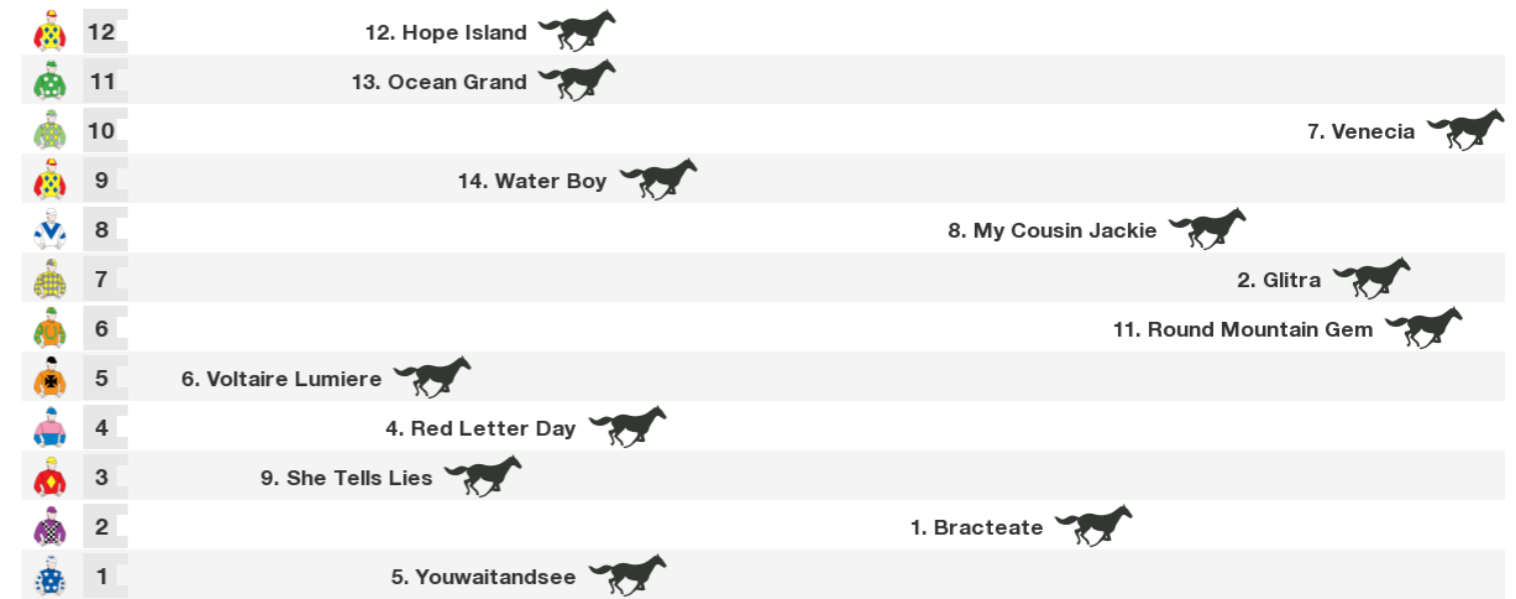 12 12. Hope Island
11 13. Ocean Grand
10 7. Venecia
9 14. Water Boy
8 8. My Cousin Jackie
7 2. Glitra
6 11. Round Mountain Gem
5 6. Voltaire Lumiere
4 4. Red Letter Day
3 9. She Tells Lies
2 1. Bracteate
1 5. Youwaitandsee